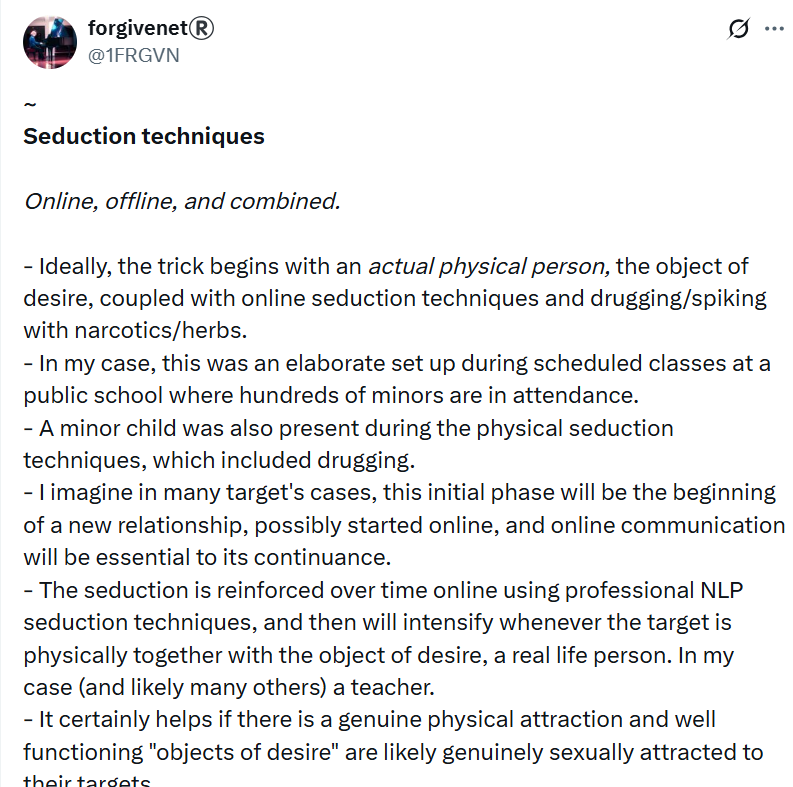 forgivenet®
@1FRGVN
~
Seduction techniques
Online, offline, and combined.
- Ideally, the trick begins with an actual physical person, the object of
desire, coupled with online seduction techniques and drugging/spiking
with narcotics/herbs.
- In my case, this was an elaborate set up during scheduled classes at a
public school where hundreds of minors are in attendance.
- A minor child was also present during the physical seduction
techniques, which included drugging.
- I imagine in many target's cases, this initial phase will be the beginning
of a new relationship, possibly started online, and online communication
will be essential to its continuance.
- The seduction is reinforced over time online using professional NLP
seduction techniques, and then will intensify whenever the target is
physically together with the object of desire, a real life person. In my
case (and likely many others) a teacher.
- It certainly helps if there is a genuine physical attraction and well
functioning "objects of desire" are likely genuinely sexually attracted to
their targets